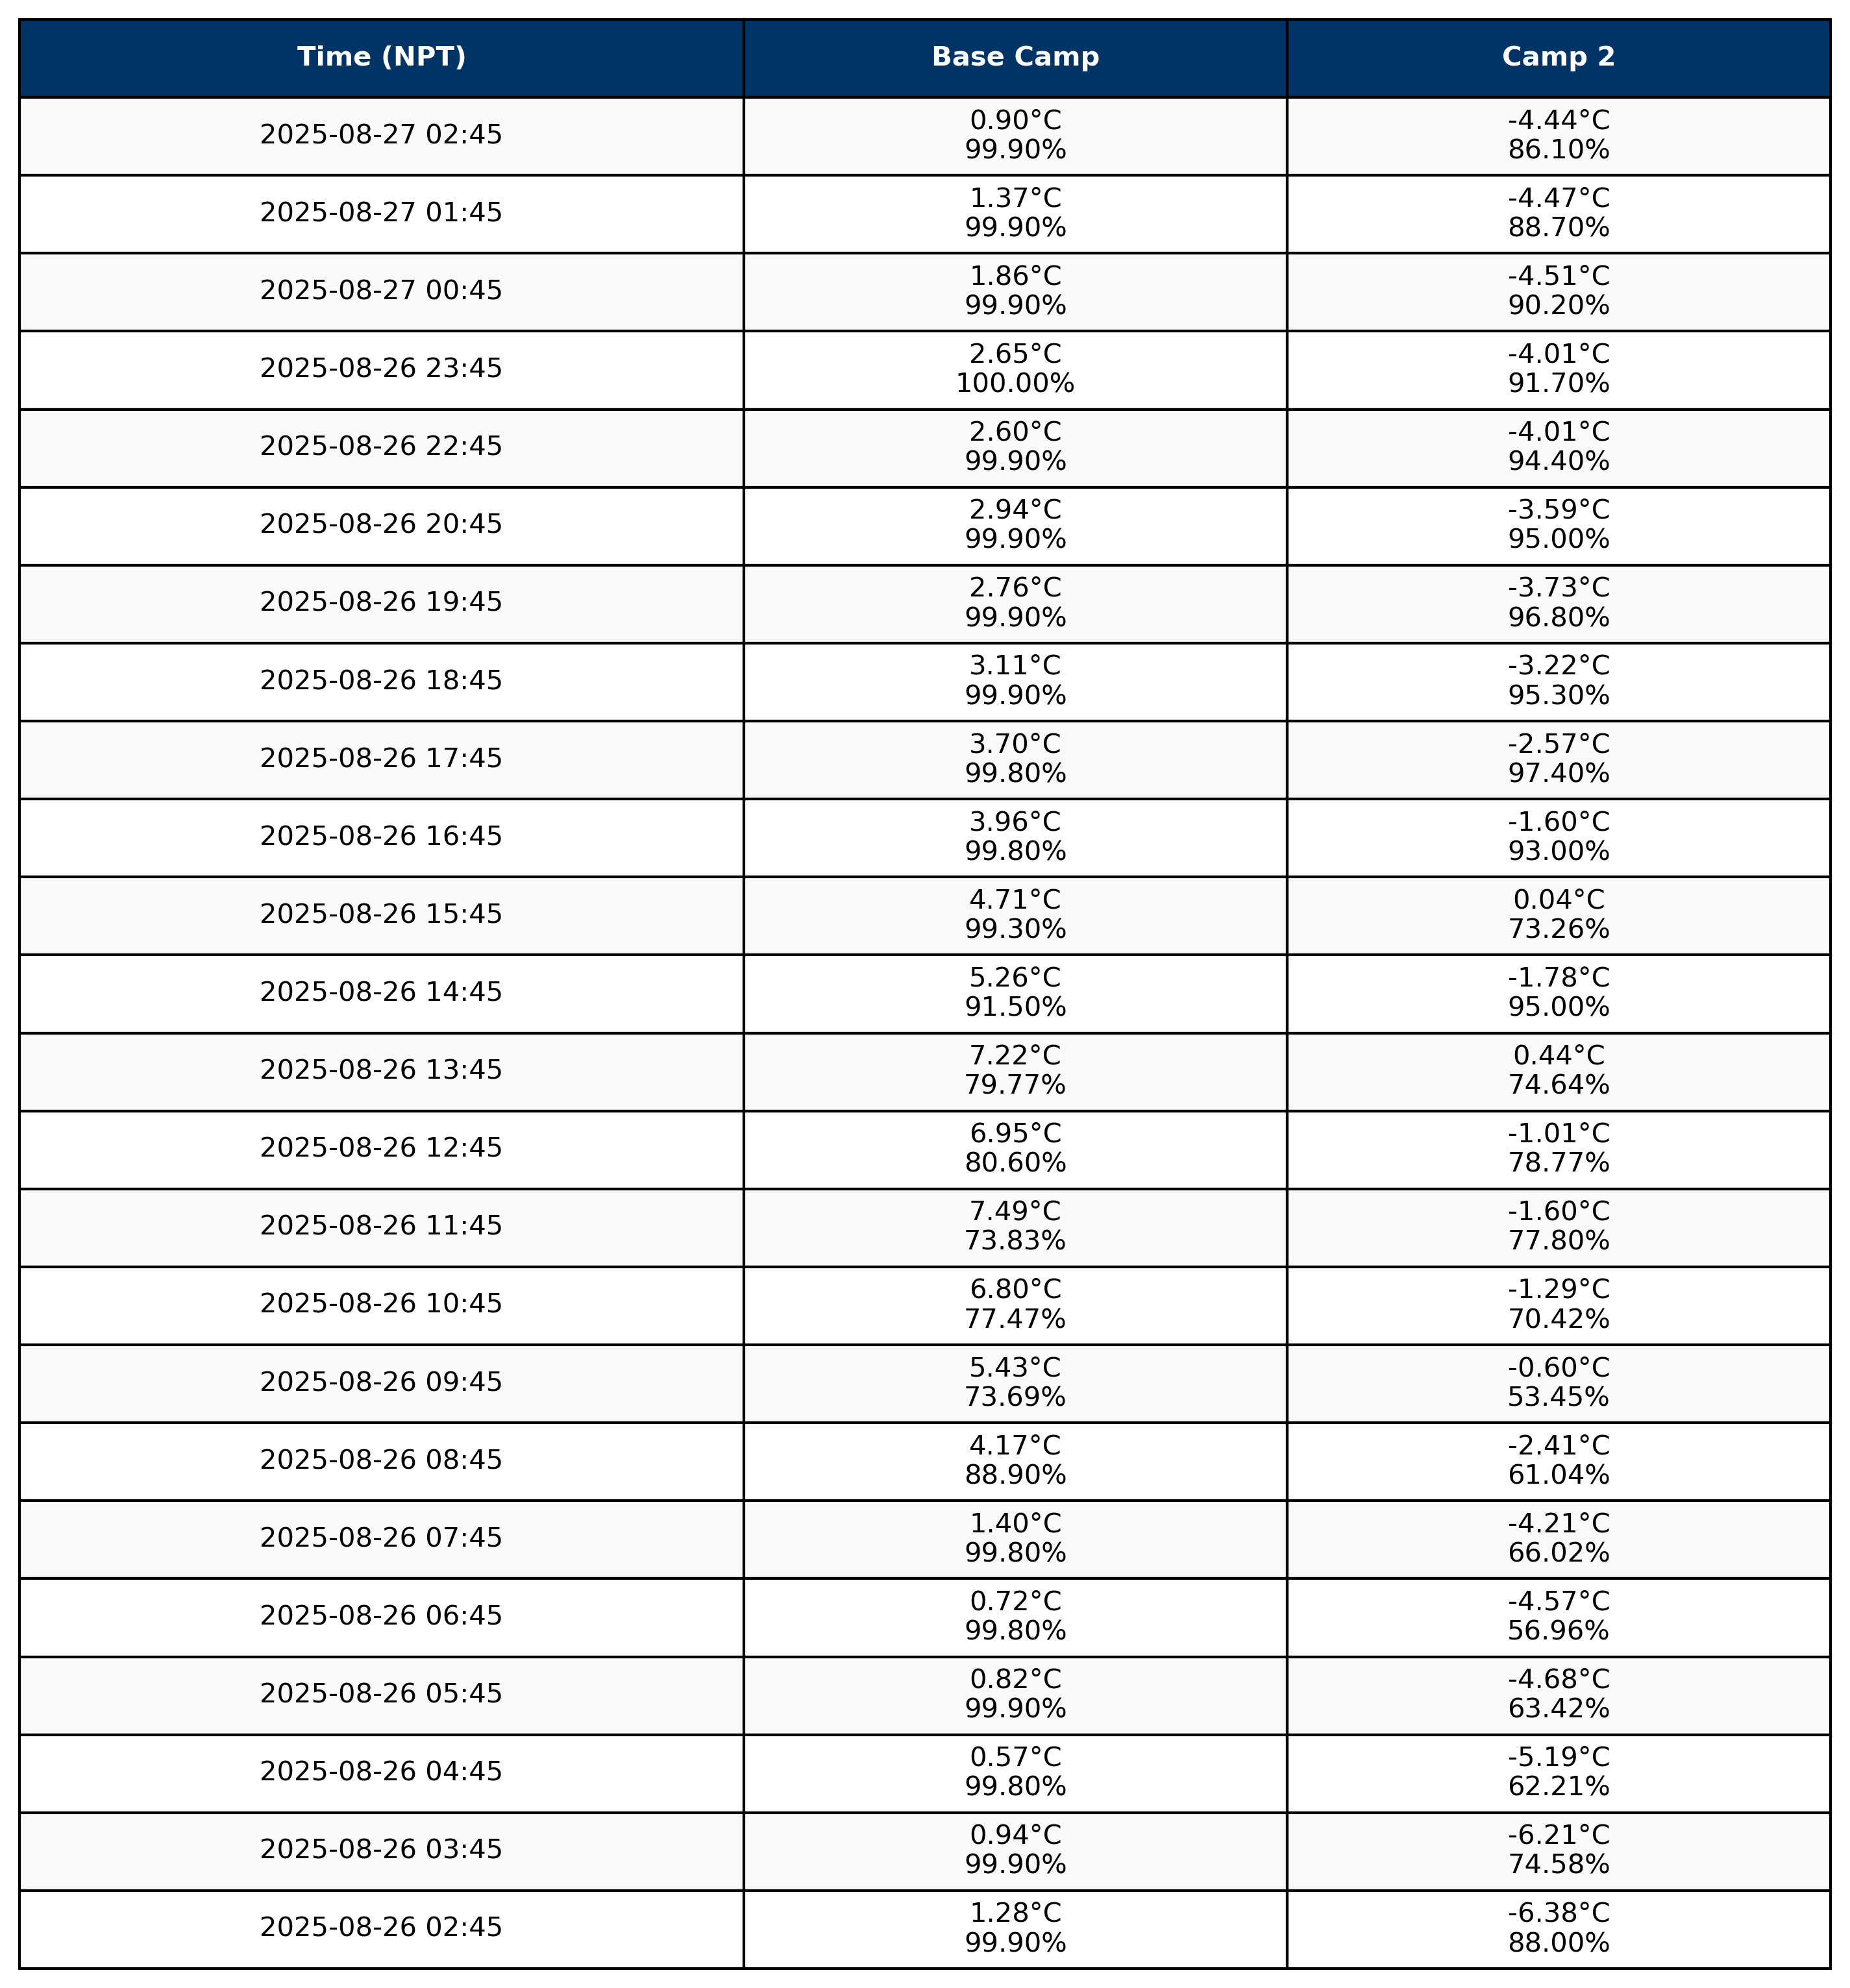 Time (NPT) Base Camp Camp 2
2025-08-27 02:45 0.90°C -4.44°C
99.90% 86.10%
2025-08-27 01:45 1.37°C -4.47°C
99.90% 88.70%
2025-08-27 00:45 1.86°C -4.51°C
99.90% 90.20%
2025-08-26 23:45 2.65°C -4.01°C
100.00% 91.70%
2025-08-26 22:45 2.60°C -4.01°C
99.90% 94.40%
2025-08-26 20:45 2.94°C -3.59°C
99.90% 95.00%
2025-08-26 19:45 2.76°C -3.73°C
99.90% 96.80%
2025-08-26 18:45 3.11°C -3.22°C
99.90% 95.30%
2025-08-26 17:45 3.70°C -2.57°C
99.80% 97.40%
2025-08-26 16:45 3.96°C -1.60°C
99.80% 93.00%
2025-08-26 15:45 4.71°C 0.04°C
99.30% 73.26%
2025-08-26 14:45 5.26°C -1.78°C
91.50% 95.00%
2025-08-26 13:45 7.22°C 0.44°C
79.77% 74.64%
2025-08-26 12:45 6.95°C -1.01°C
80.60% 78.77%
2025-08-26 11:45 7.49°C -1.60°C
73.83% 77.80%
2025-08-26 10:45 6.80°C -1.29°C
77.47% 70.42%
2025-08-26 09:45 5.43°C -0.60°C
73.69% 53.45%
2025-08-26 08:45 4.17°C -2.41°C
88.90% 61.04%
2025-08-26 07:45 1.40°C -4.21°C
99.80% 66.02%
2025-08-26 06:45 0.72°C -4.57°C
99.80% 56.96%
2025-08-26 05:45 0.82°C -4.68°C
99.90% 63.42%
2025-08-26 04:45 0.57°C -5.19°C
99.80% 62.21%
2025-08-26 03:45 0.94°C -6.21°C
99.90% 74.58%
2025-08-26 02:45 1.28°C -6.38°C
99.90% 88.00%